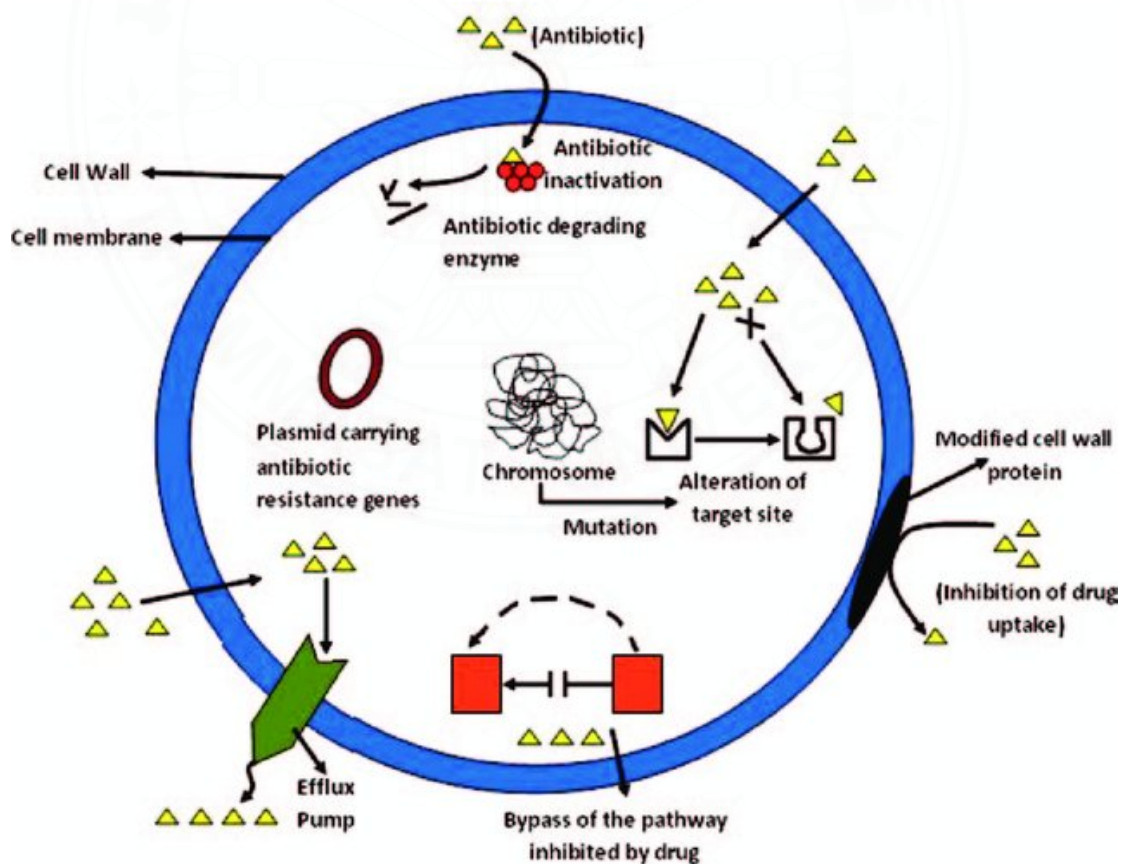 (Antibiotic)
Antibiotic
inactivation
Cell Wall
Antibiotic degrading
enzyme
Cell membrane
Plasmid carrying
antibiotic
resistance genes
Chromosome
Mutation
Alteration of
target site
Modified cell wall
protein
(Inhibition of drug
uptake)
Efflux
Pump
Bypass of the pathway
inhibited by drug